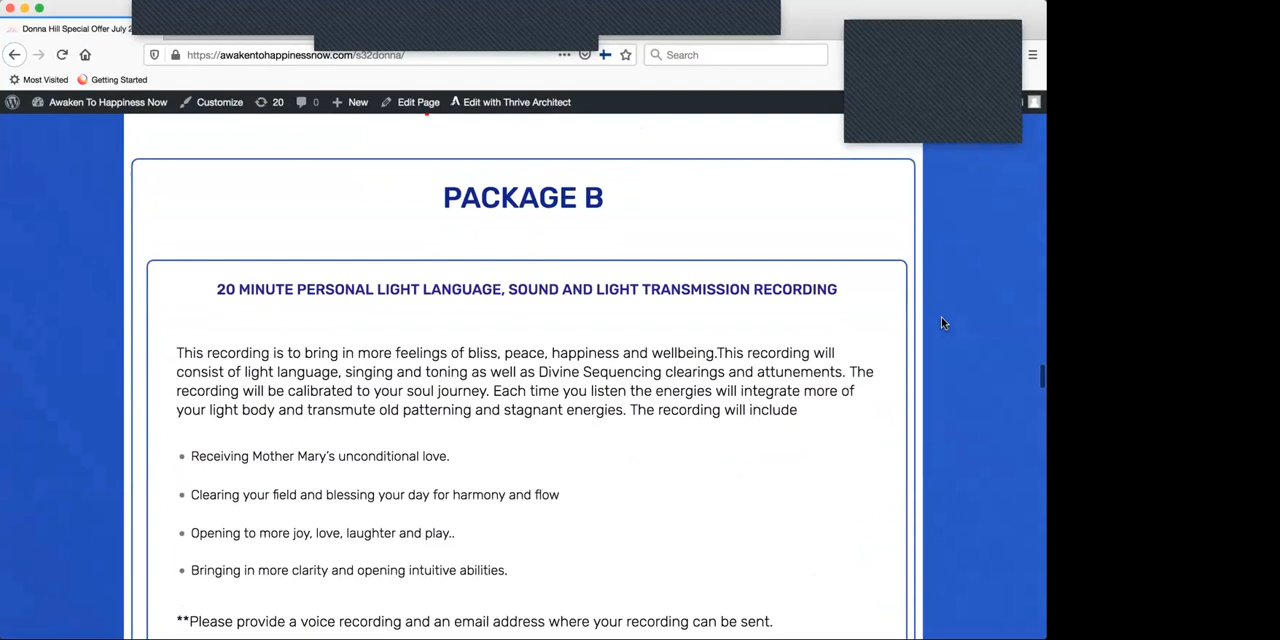 Donna Hill Special Offer July 2
https://awakentohappinessnow.com/s32donna/
Search
Most Visited
Getting Started
Awaken To Happiness Now
Customize
20
0
New
Edit Page
Edit with Thrive Architect
PACKAGE B
20 MINUTE PERSONAL LIGHT LANGUAGE, SOUND AND LIGHT TRANSMISSION RECORDING
This recording is to bring in more feelings of bliss, peace, happiness and wellbeing.This recording will
consist of light language, singing and toning as well as Divine Sequencing clearings and attunements. The
recording will be calibrated to your soul journey. Each time you listen the energies will integrate more of
your light body and transmute old patterning and stagnant energies. The recording will include
Receiving Mother Mary's unconditional love.
Clearing your field and blessing your day for harmony and flow
Opening to more joy, love, laughter and play..
Bringing in more clarity and opening intuitive abilities.
**Please provide a voice recording and an email address where your recording can be sent.